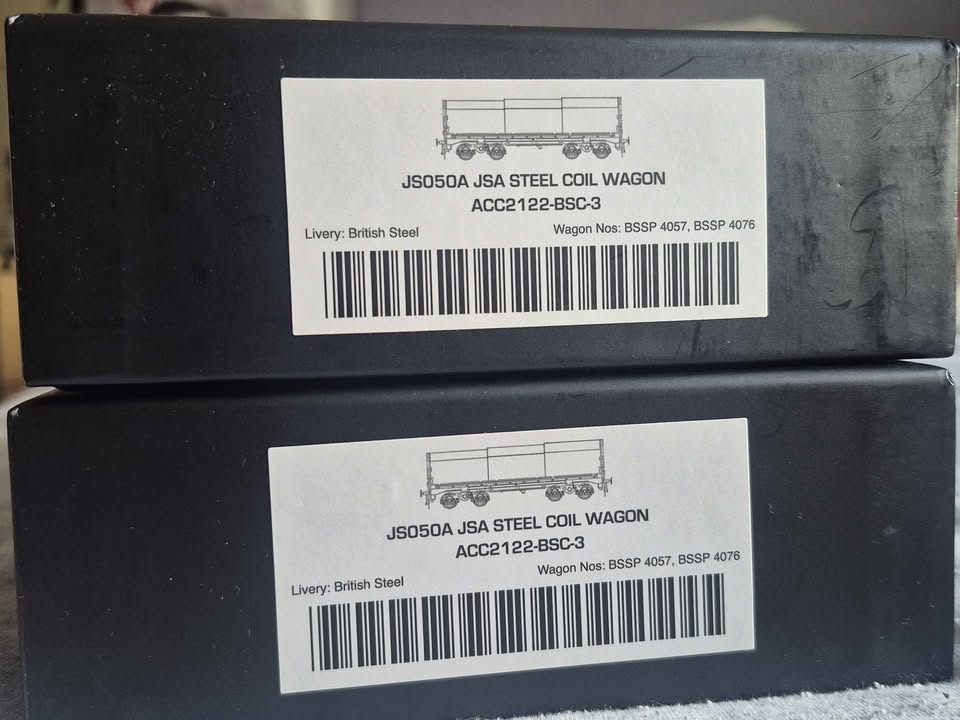 JS050A JSA STEEL COIL WAGON
ACC2122-BSC-3
Livery: British Steel Wagon Nos: BSSP 4057, BSSP 4076
JS050A JSA STEEL COIL WAGON
ACC2122-BSC-3
Livery: British Steel Wagon Nos: BSSP 4057, BSSP 4076